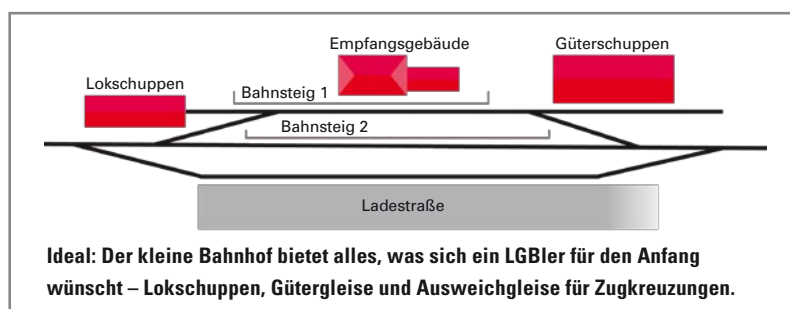 Empfangsgebäude
Güterschuppen
Lokschuppen
Bahnsteig 1
Bahnsteig 2
Ladestraße
Ideal: Der kleine Bahnhof bietet alles, was sich ein LGBler für den Anfang
wünscht – Lokschuppen, Gütergleise und Ausweichgleise für Zugkreuzungen.